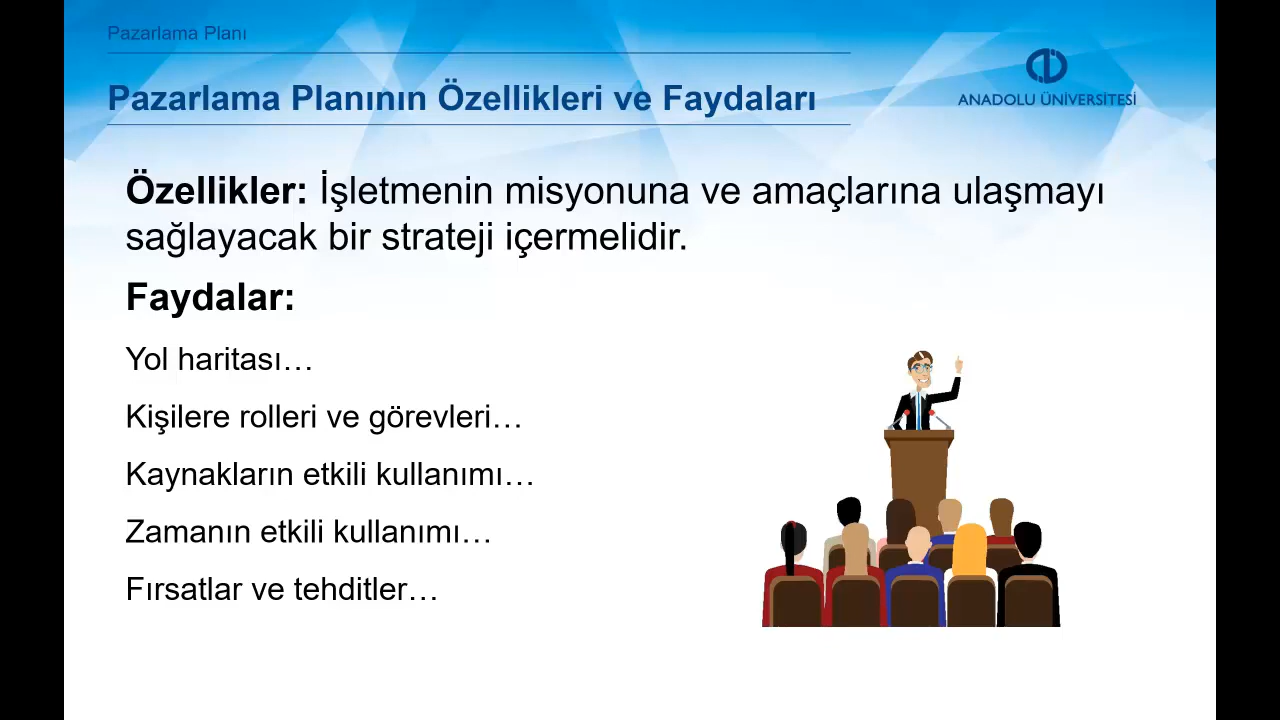 Pazarlama Planı
Pazarlama Planının Özellikleri ve Faydaları
ANADOLU ÜNİVERSİTESİ
Özellikler: İşletmenin misyonuna ve amaçlarına ulaşmayı
sağlayacak bir strateji içermelidir.
Faydalar:
Yol haritası…
Kişilere rolleri ve görevleri…
Kaynakların etkili kullanımı…
Zamanın etkili kullanımı…
Fırsatlar ve tehditler…